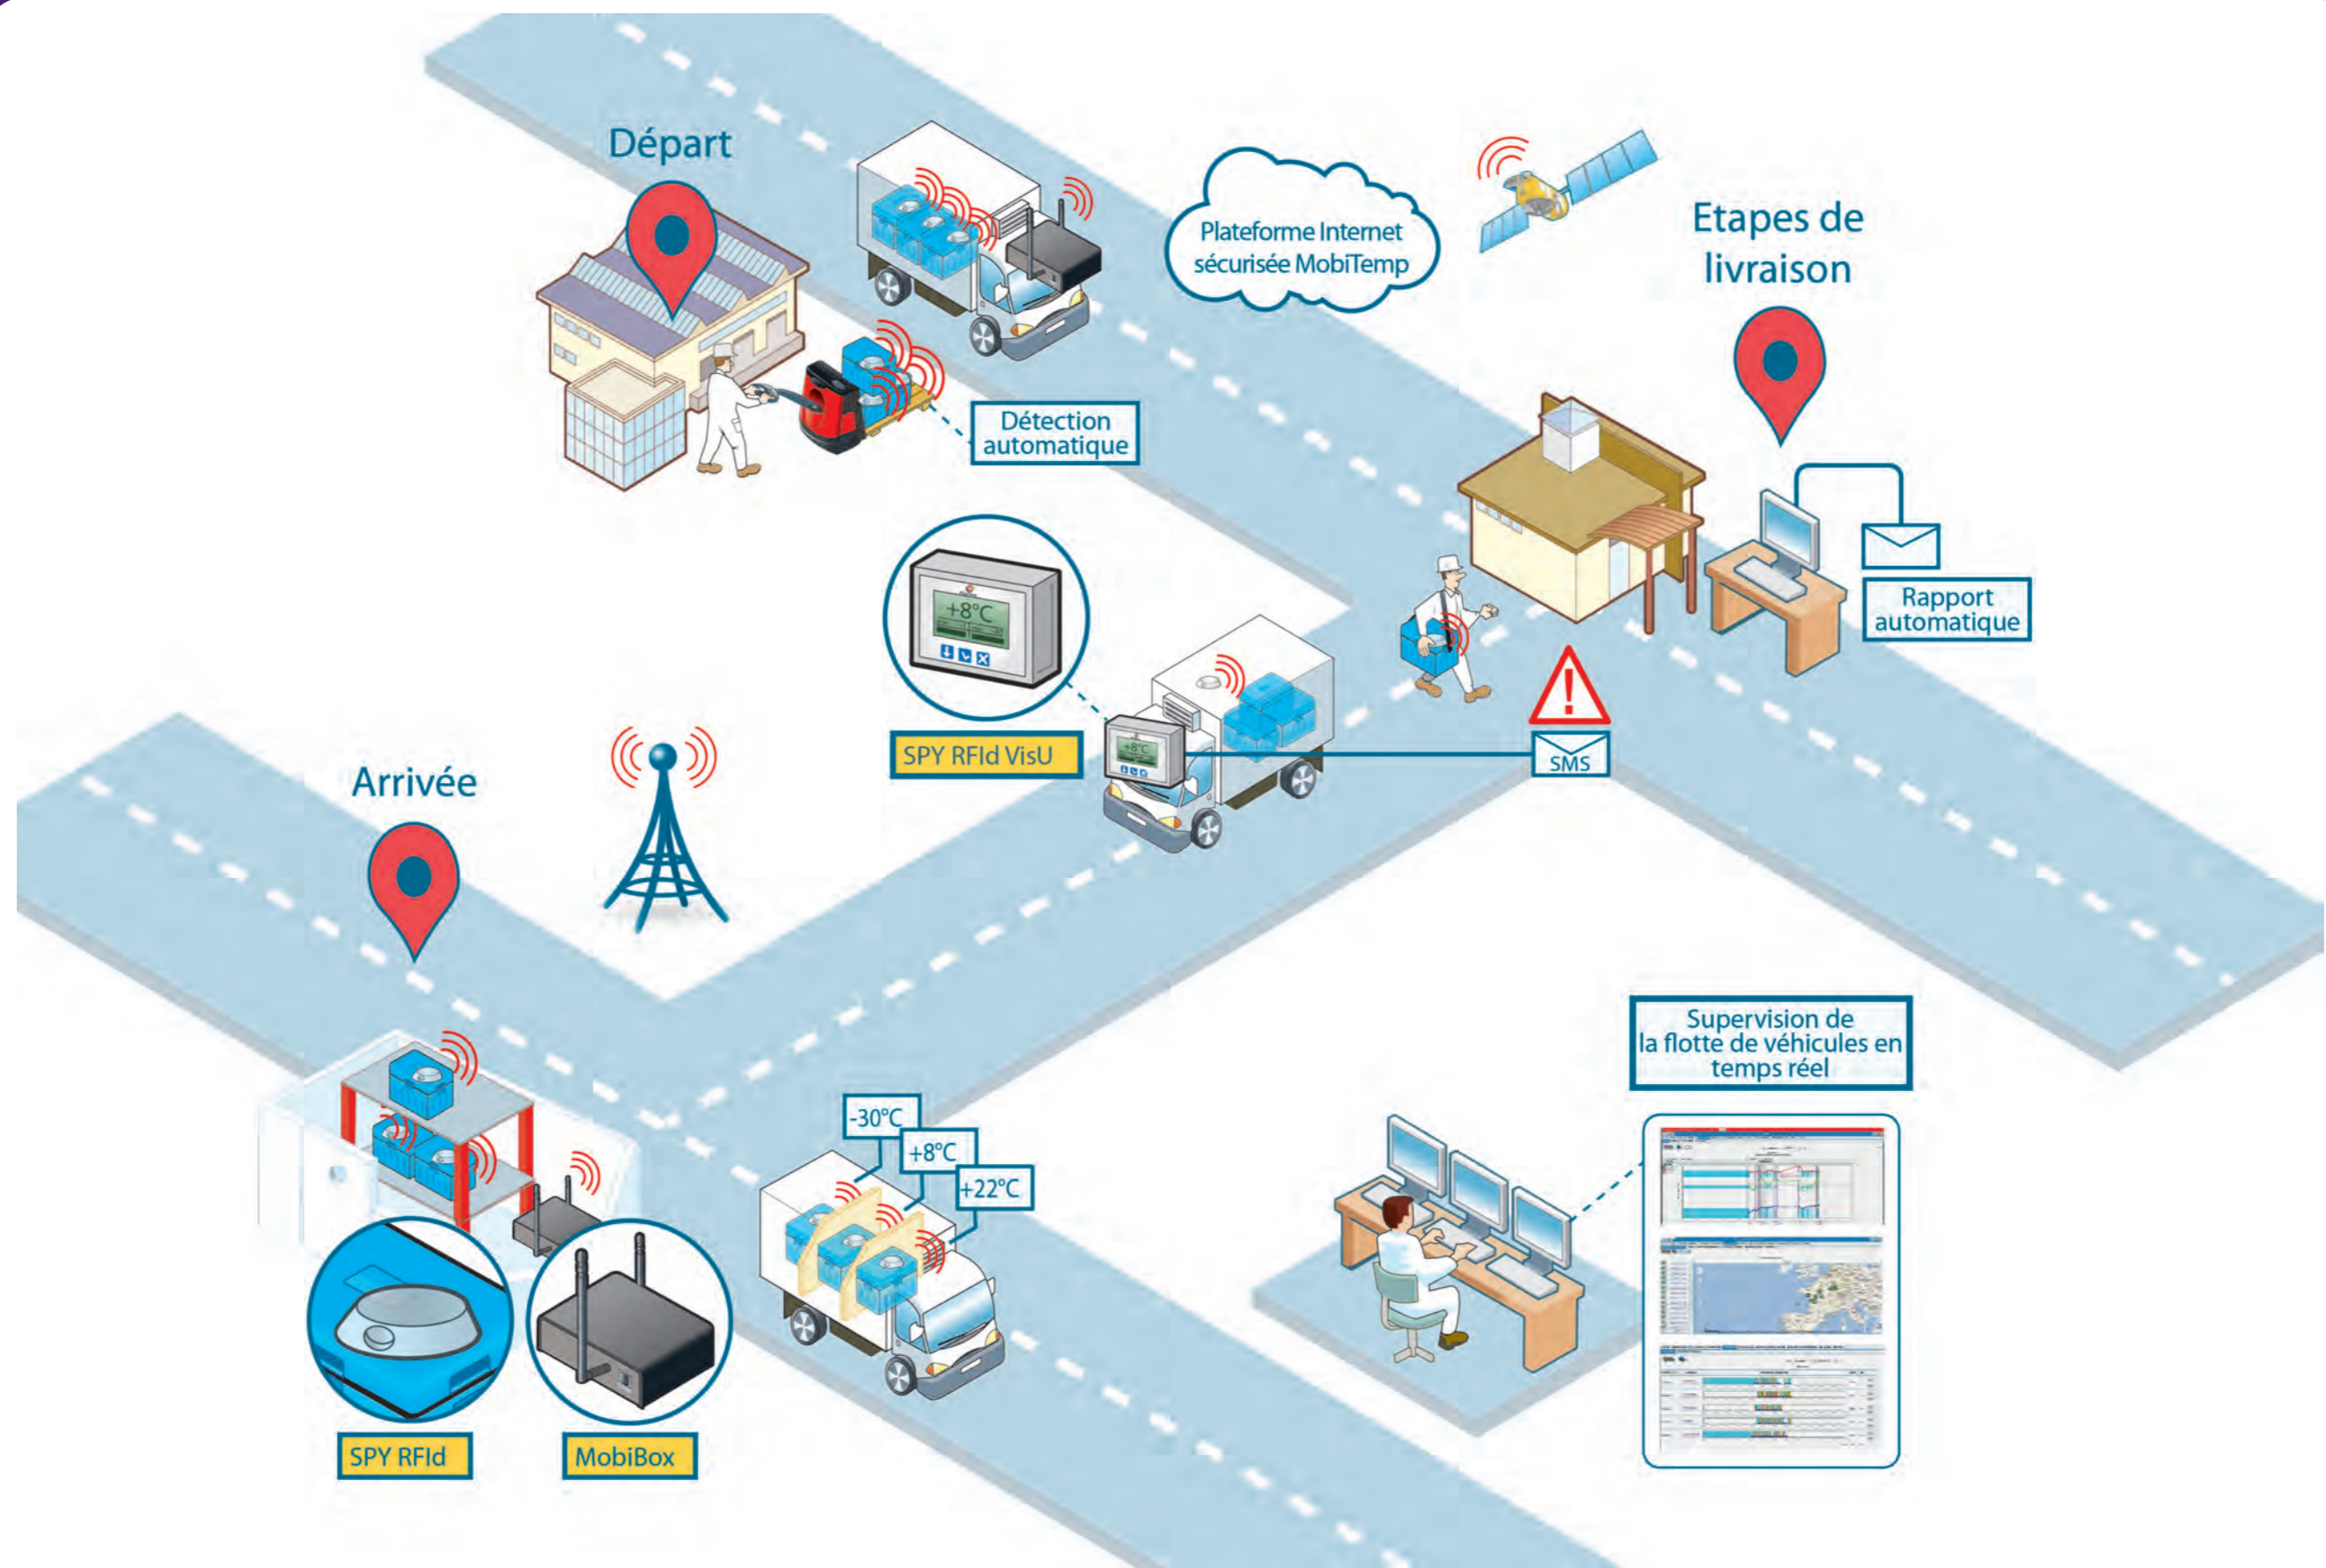 Départ
Plateforme Internet
sécurisée MobiTemp
Etapes de
livraison
Détection
automatique
+8°C
SPY RFId VisU
+8°C
SMS
Rapport
automatique
Arrivée
-30°C
+8°C
+22°C
Supervision de
la flotte de véhicules en
temps réel
SPY RFId
MobiBox